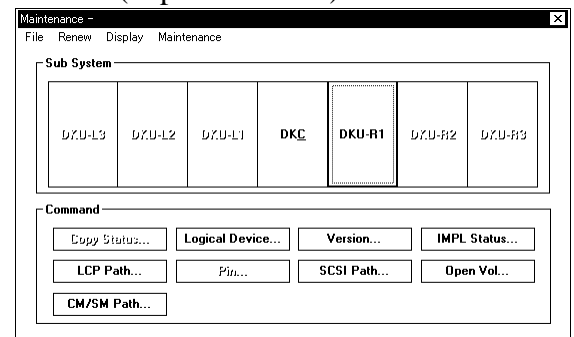 Maintenance -
File Renew Display Maintenance
Sub System
DKU-L3 DKU-L2 DKU-L1 DKC DKU-R1 DKU-R2 DKU-R3
Command
Copy Status... Logical Device... Version... IMPL Status...
LCP Path... Pin... SCSI Path... Open Vol...
CM/SM Path...